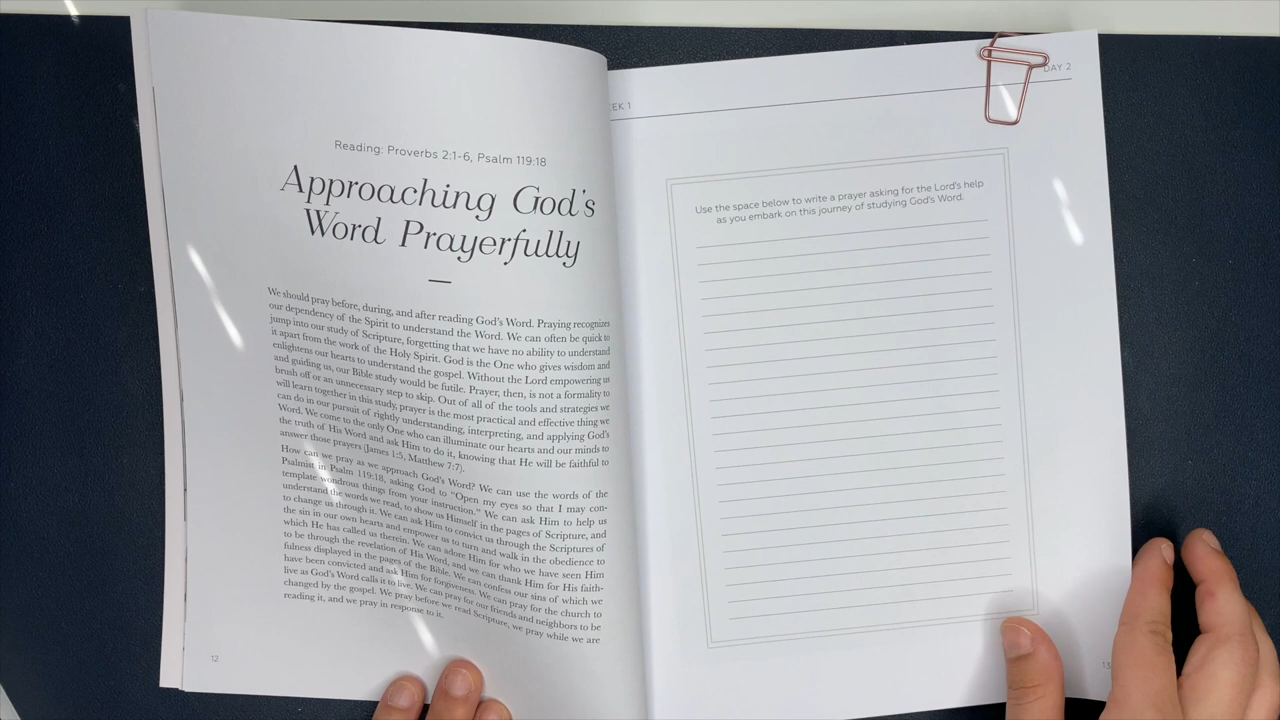 Reading: Proverbs 2:1-6, Psalm 119:18
Approaching God's
Word Prayerfully
We should pray before, during, and after reading God's Word. Praying recognizes
our dependency of the Spirit to understand the Word. We can often be quick to
jump into our study of Scripture, forgetting that we have no ability to understand
it apart from the work of the Holy Spirit. God is the One who gives wisdom and
enlightens our hearts to understand the gospel. Without the Lord empowering us
and guiding us, our Bible study would be futile. Prayer, then, is not a formality to
brush off or an unnecessary step to skip. Out of all of the tools and strategies we
will learn together in this study, prayer is the most practical and effective thing we
can do in our pursuit of rightly understanding, interpreting, and applying God's
Word. We come to the only One who can illuminate our hearts and our minds to
the truth of His Word and ask Him to do it, knowing that He will be faithful to
answer those prayers (James 1:5, Matthew 7:7).
How can we pray as we approach God's Word? We can use the words of the
Psalmist in Psalm 119:18, asking God to "Open my eyes so that I may con-
template wondrous things from your instruction." We can ask Him to help us
understand the words we read, to show us Himself in the pages of Scripture, and
to change us through it. We can ask Him to convict us through the Scriptures of
the sin in our own hearts and empower us to turn and walk in the obedience to
which He has called us therein. We can adore Him for who we have seen Him
to be through the revelation of His Word, and we can thank Him for His faith-
fulness displayed in the pages of the Bible. We can confess our sins of which we
have been convicted and ask Him for forgiveness. We can pray for the church to
live as God's Word calls it to live. We can pray for our friends and neighbors to be
changed by the gospel. We pray before we read Scripture, we pray while we are
reading it, and we pray in response to it.
12
EK 1
DAY 2
Use the space below to write a prayer asking for the Lord's help
as you embark on this journey of studying God's Word.
13